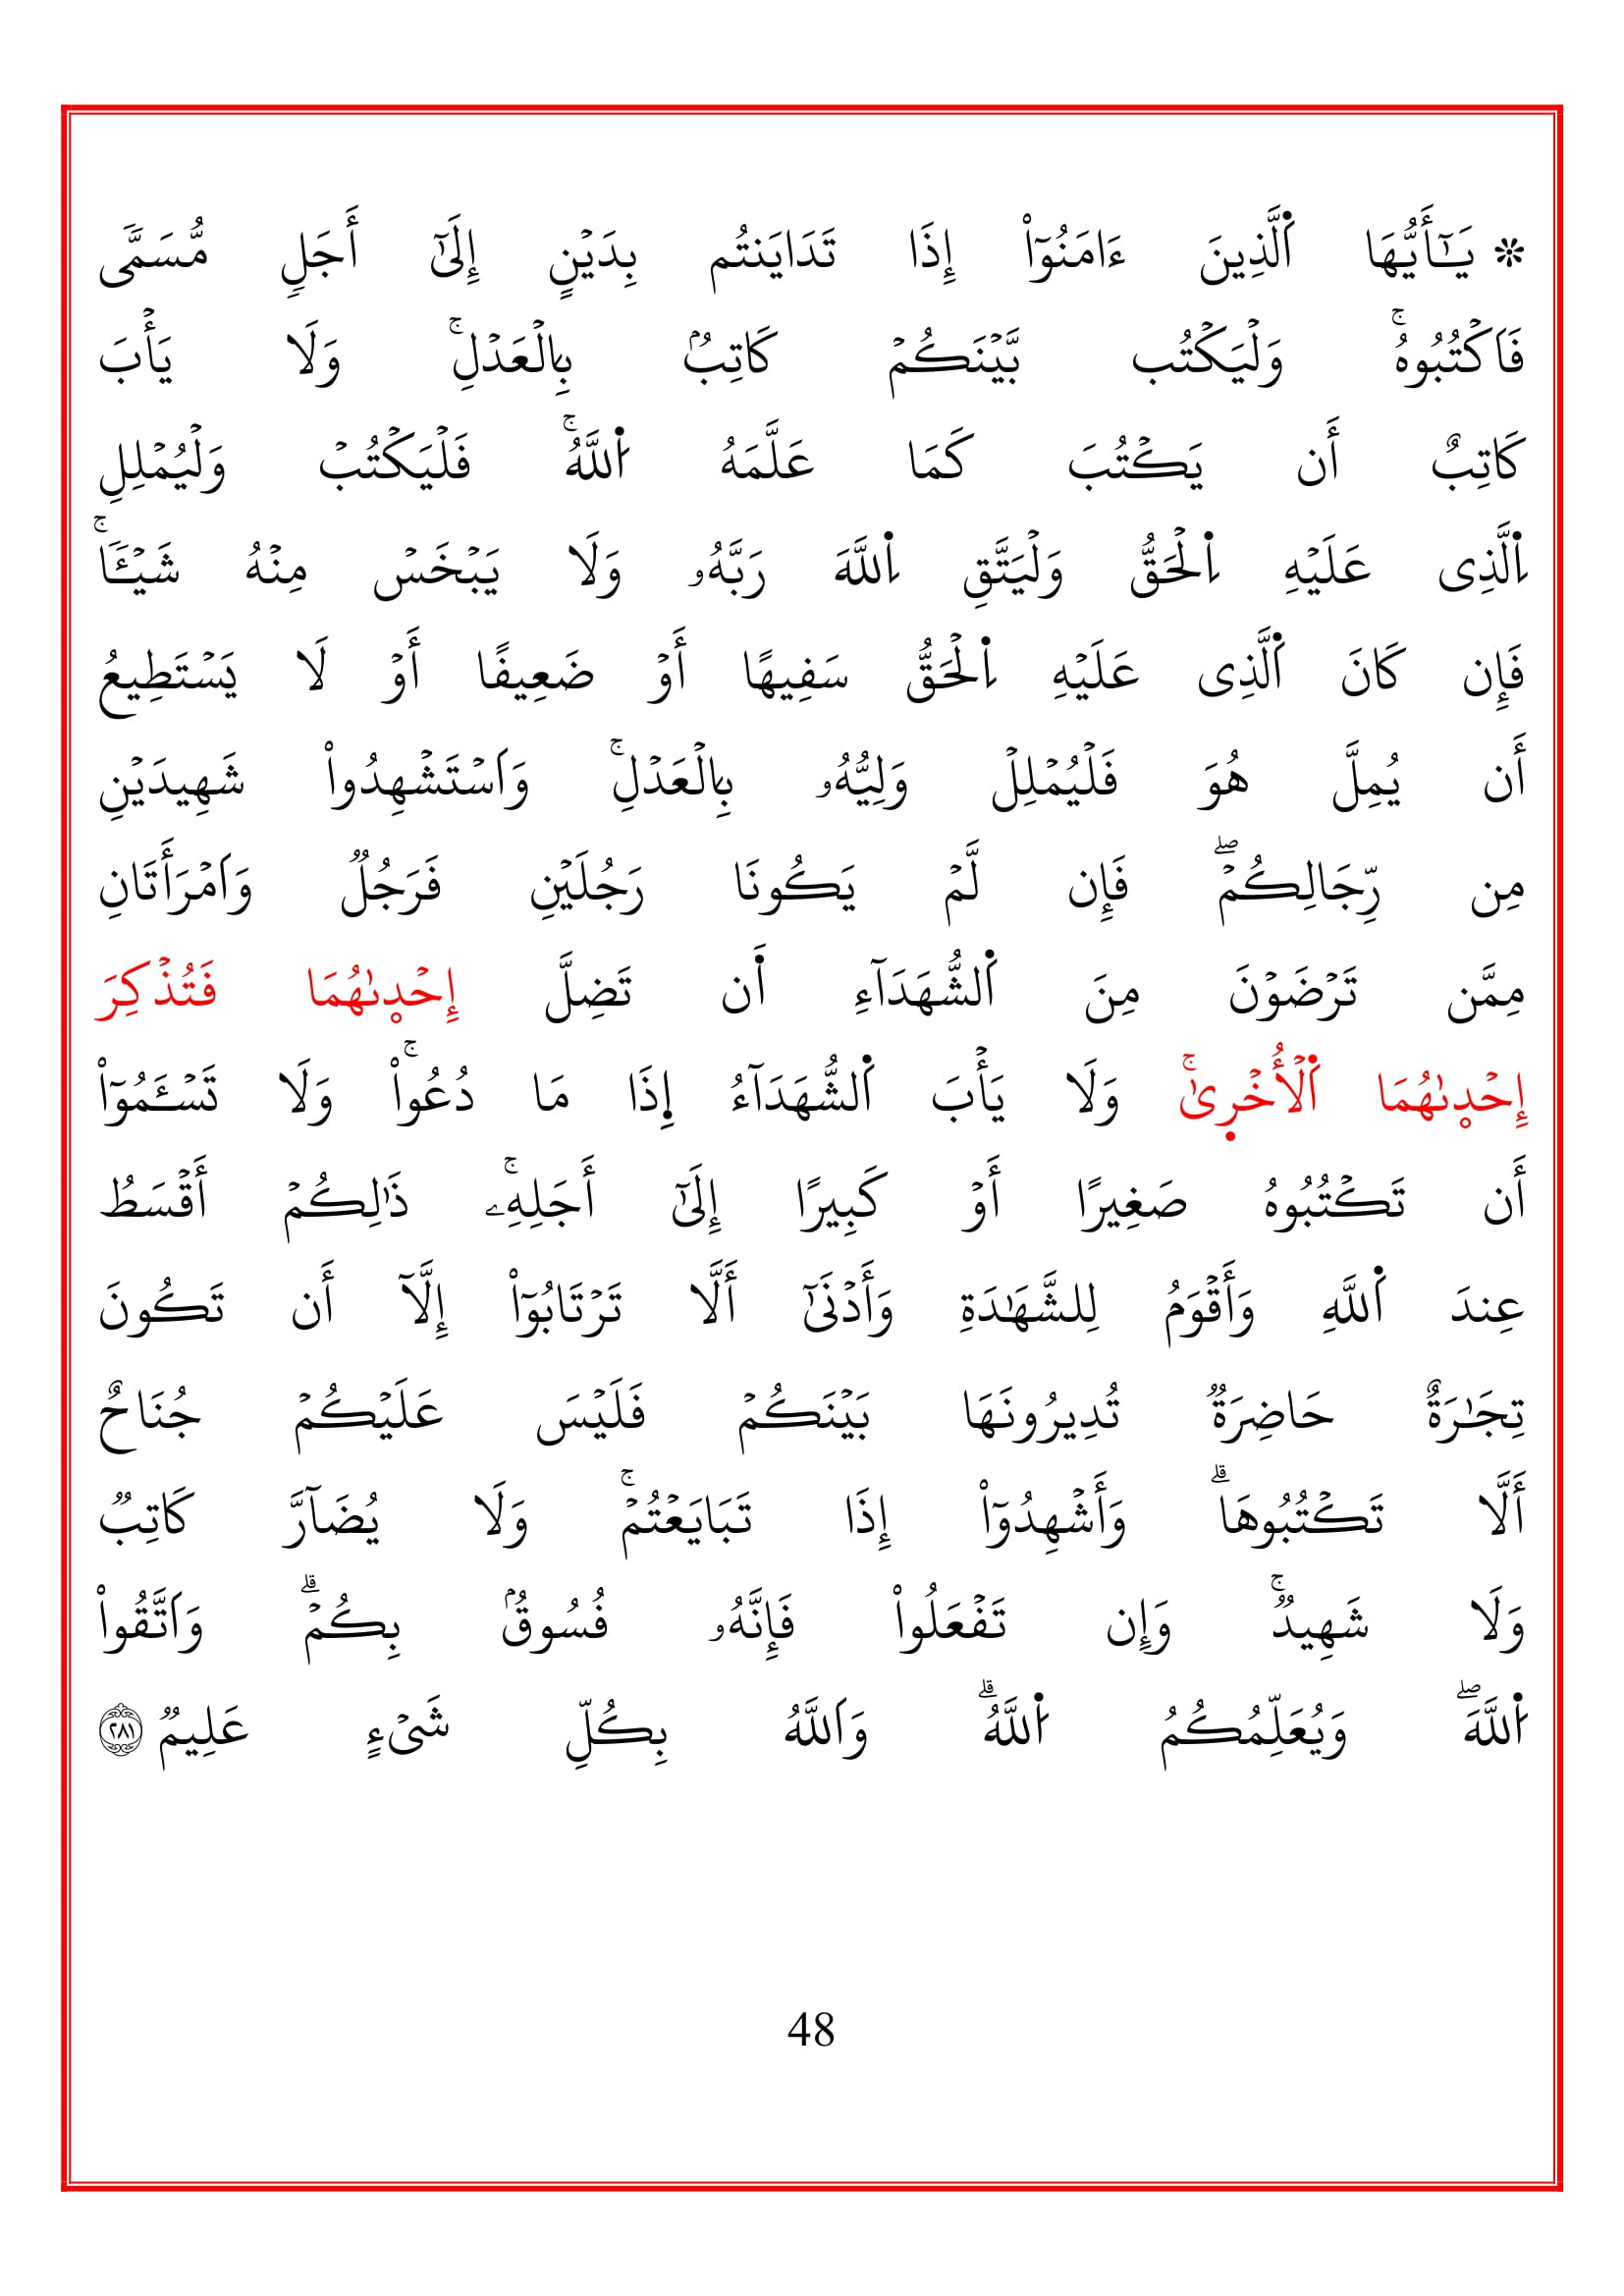 ۞ يَـٰٓأَيُّهَا ٱلَّذِينَ ءَامَنُوٓا۟ إِذَا تَدَايَنتُم بِدَيْنٍ إِلَىٰٓ أَجَلٍ مُّسَمًّى
فَٱكْتُبُوهُ ۚ وَلْيَكْتُب بَّيْنَكُمْ كَاتِبٌۢ بِٱلْعَدْلِ ۚ وَلَا يَأْبَ
كَاتِبٌ أَن يَكْتُبَ كَمَا عَلَّمَهُ ٱللَّهُ ۚ فَلْيَكْتُبْ وَلْيُمْلِلِ
ٱلَّذِى عَلَيْهِ ٱلْحَقُّ وَلْيَتَّقِ ٱللَّهَ رَبَّهُۥ وَلَا يَبْخَسْ مِنْهُ شَيْـًٔا ۚ
فَإِن كَانَ ٱلَّذِى عَلَيْهِ ٱلْحَقُّ سَفِيهًا أَوْ ضَعِيفًا أَوْ لَا يَسْتَطِيعُ
أَن يُمِلَّ هُوَ فَلْيُمْلِلْ وَلِيُّهُۥ بِٱلْعَدْلِ ۚ وَٱسْتَشْهِدُوا۟ شَهِيدَيْنِ
مِن رِّجَالِكُمْ ۖ فَإِن لَّمْ يَكُونَا رَجُلَيْنِ فَرَجُلٌ وَٱمْرَأَتَانِ
مِمَّن تَرْضَوْنَ مِنَ ٱلشُّهَدَآءِ أَن تَضِلَّ إِحْدىٰهُمَا فَتُذْكِرَ
إِحْدىٰهُمَا ٱلْأُخْرىٰ ۚ وَلَا يَأْبَ ٱلشُّهَدَآءُ إِذَا مَا دُعُوا۟ ۚ وَلَا تَسْـَٔمُوٓا۟
أَن تَكْتُبُوهُ صَغِيرًا أَوْ كَبِيرًا إِلَىٰٓ أَجَلِهِۦ ۚ ذَٰلِكُمْ أَقْسَطُ
عِندَ ٱللَّهِ وَأَقْوَمُ لِلشَّهَـٰدَةِ وَأَدْنَىٰٓ أَلَّا تَرْتَابُوٓا۟ إِلَّآ أَن تَكُونَ
تِجَـٰرَةٌ حَاضِرَةٌ تُدِيرُونَهَا بَيْنَكُمْ فَلَيْسَ عَلَيْكُمْ جُنَاحٌ
أَلَّا تَكْتُبُوهَا ۗ وَأَشْهِدُوٓا۟ إِذَا تَبَايَعْتُمْ ۚ وَلَا يُضَآرَّ كَاتِبٌ
وَلَا شَهِيدٌ ۚ وَإِن تَفْعَلُوا۟ فَإِنَّهُۥ فُسُوقٌۢ بِكُمْ ۗ وَٱتَّقُوا۟
ٱللَّهَ ۖ وَيُعَلِّمُكُمُ ٱللَّهُ ۗ وَٱللَّهُ بِكُلِّ شَىْءٍ عَلِيمٌ ٢٨١
48